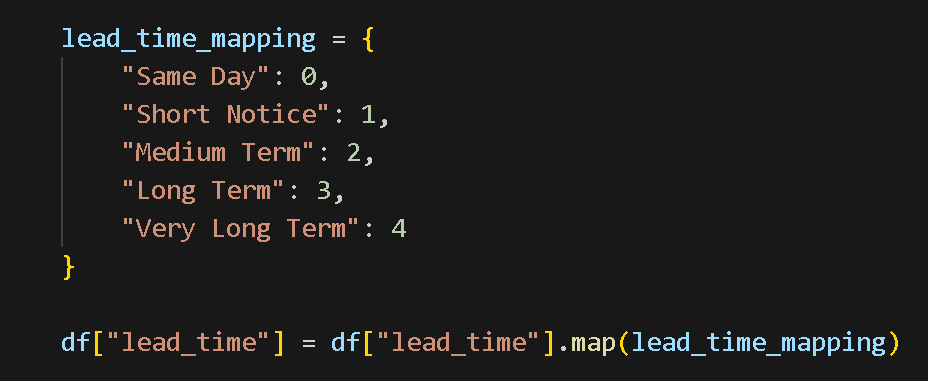 lead_time_mapping = {
    "Same Day": 0,
    "Short Notice": 1,
    "Medium Term": 2,
    "Long Term": 3,
    "Very Long Term": 4
}
df["lead_time"] = df["lead_time"].map(lead_time_mapping)